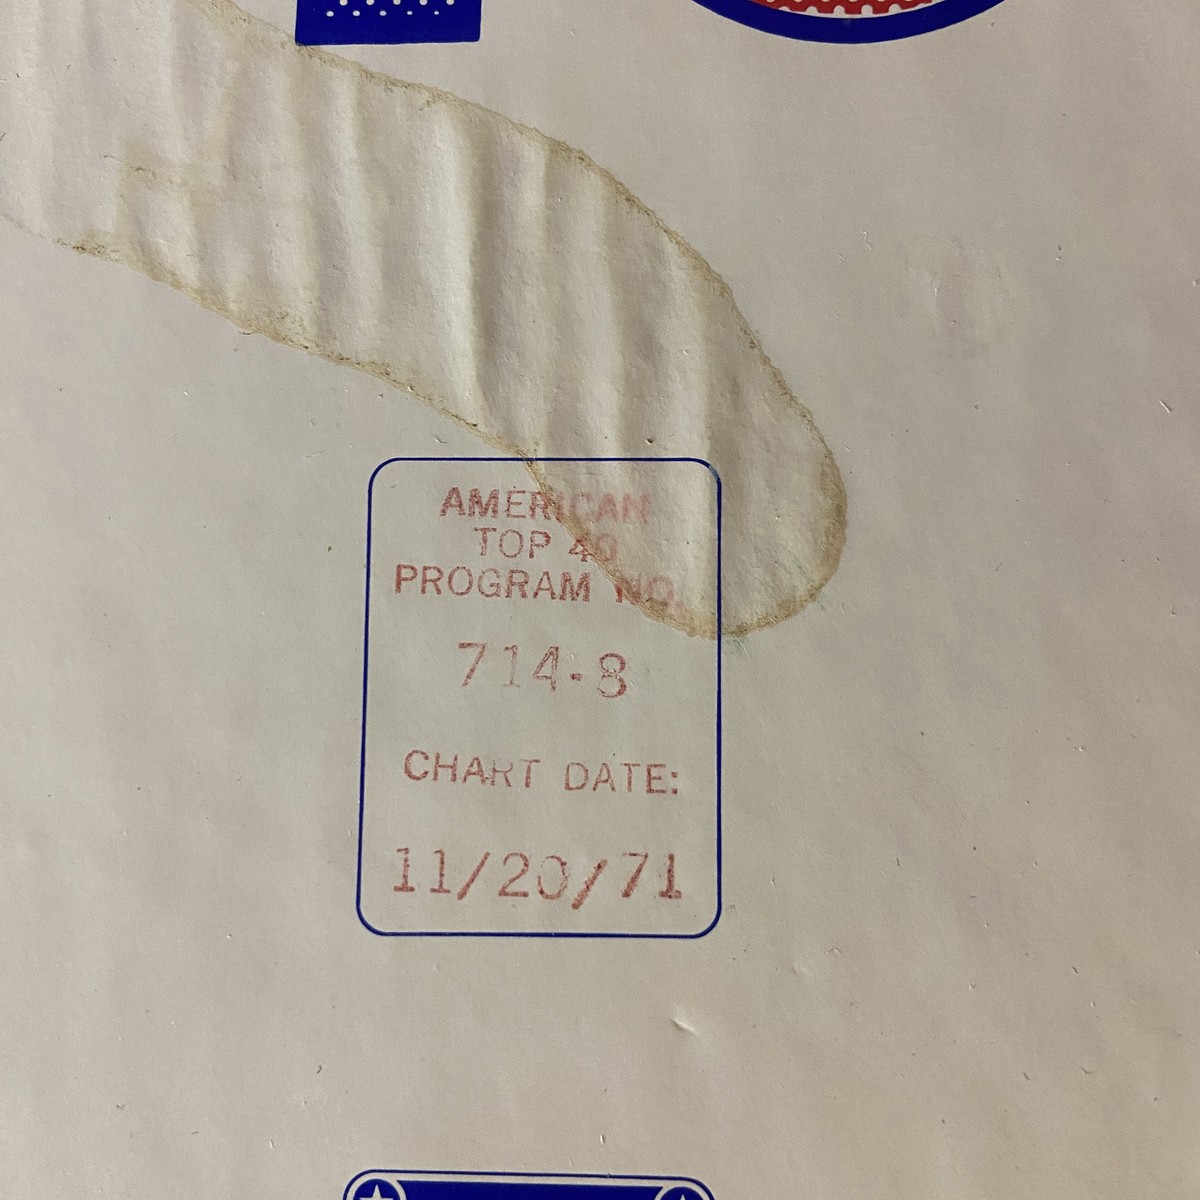 AMERICAN
TOP 40
PROGRAM NO.
714-8
CHART DATE:
11/20/71